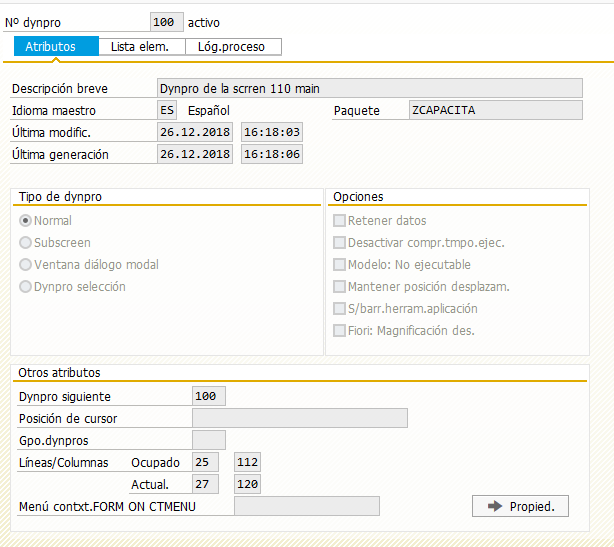 Nº dynpro 100 activo
Atributos Lista elem. Lóg.proceso
Descripción breve Dynpro de la scrren 110 main
Idioma maestro ES Español Paquete ZCAPACITA
Última modific. 26.12.2018 16:18:03
Última generación 26.12.2018 16:18:06
Tipo de dynpro
Normal
Subscreen
Ventana diálogo modal
Dynpro selección
Opciones
Retener datos
Desactivar compr.tmpo.ejec.
Modelo: No ejecutable
Mantener posición desplazam.
S/barr.herram.aplicación
Fiori: Magnificación des.
Otros atributos
Dynpro siguiente 100
Posición de cursor
Gpo.dynpros
Líneas/Columnas Ocupado 25 112
Actual. 27 120
Menú contxt.FORM ON CTMENU Propied.